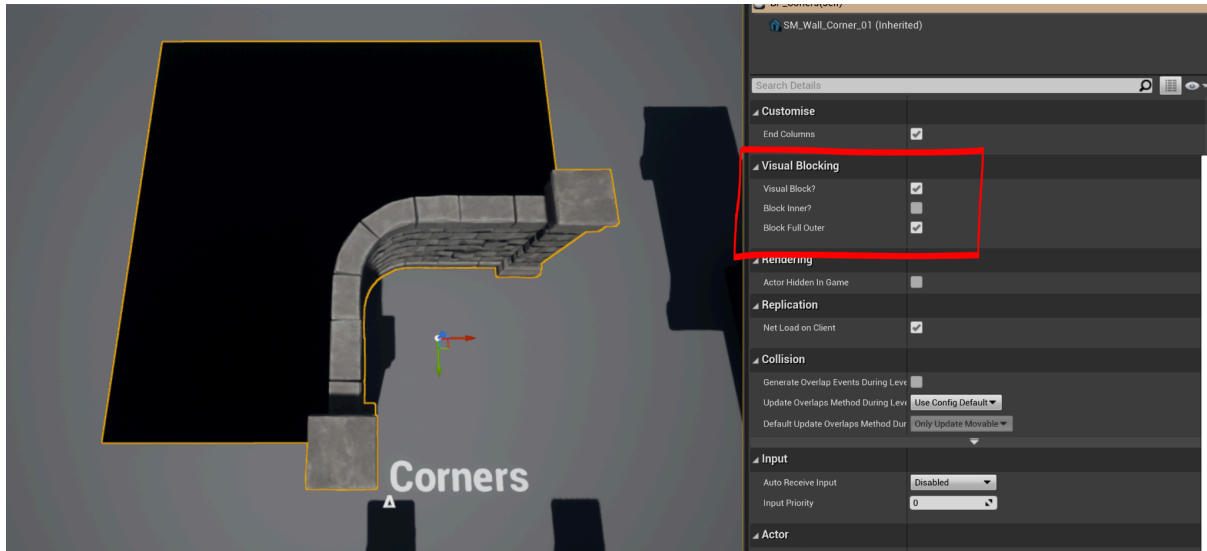 BP_Corners(Self)
SM_Wall_Corner_01 (Inherited)
Search Details
Customise
End Columns
Visual Blocking
Visual Block?
Block Inner?
Block Full Outer
Rendering
Actor Hidden In Game
Replication
Net Load on Client
Collision
Generate Overlap Events During Leve
Update Overlaps Method During Leve Use Config Default
Default Update Overlaps Method Dur Only Update Movable
Input
Auto Receive Input Disabled
Input Priority 0
Actor
Corners